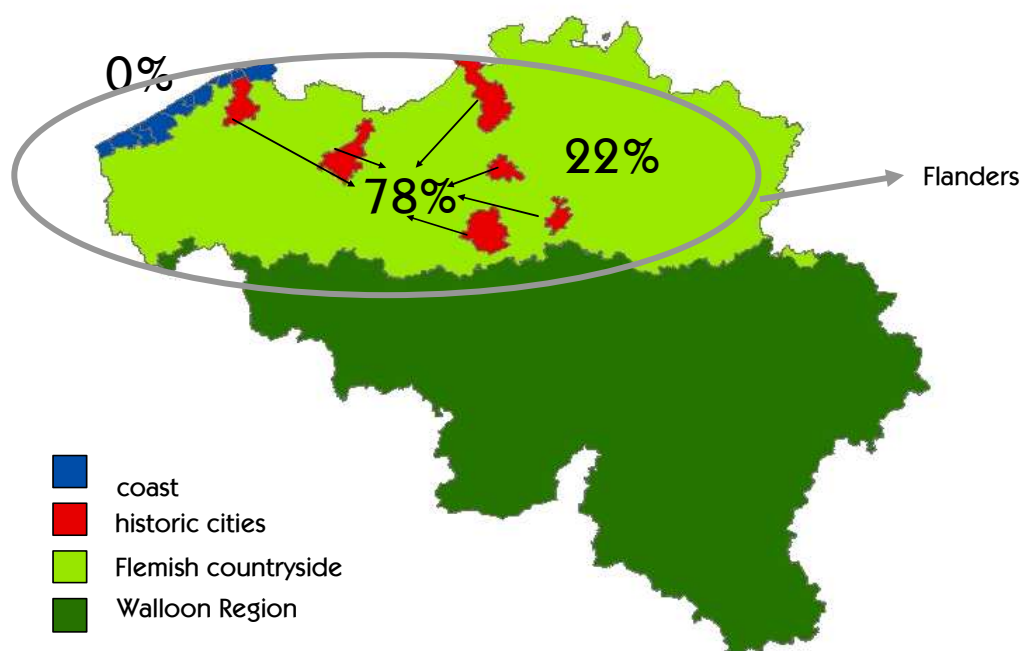 0%
22%
78%
Flanders
coast
historic cities
Flemish countryside
Walloon Region